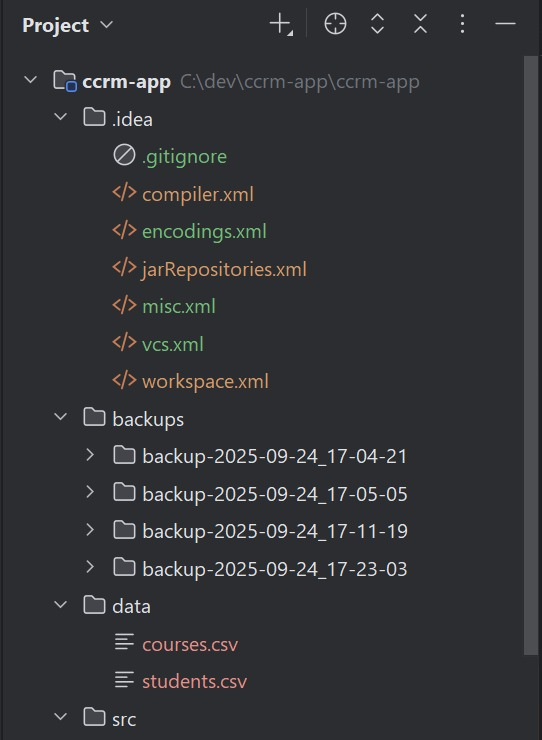 Project
ccrm-app C:\dev\ccrm-app\ccrm-app
.idea
.gitignore
compiler.xml
encodings.xml
jarRepositories.xml
misc.xml
vcs.xml
workspace.xml
backups
backup-2025-09-24_17-04-21
backup-2025-09-24_17-05-05
backup-2025-09-24_17-11-19
backup-2025-09-24_17-23-03
data
courses.csv
students.csv
src